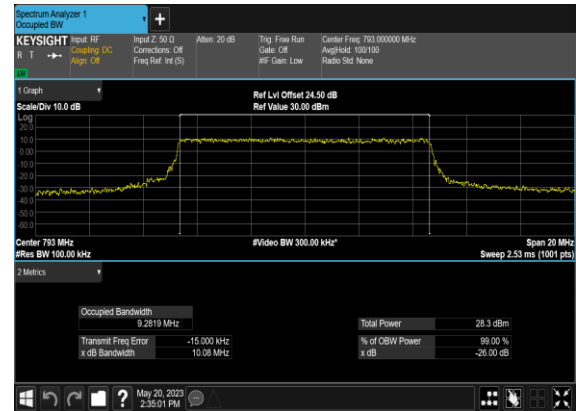 Spectrum Analyzer 1
Occupied BW
KEYSIGHT Input: RF Input Z: 50 Ω Atten: 20 dB Trig: Free Run Center Freq: 793.000000 MHz
R T Coupling: DC Corrections: Off Gate: Off Avg|Hold: 100/100
Align: Off Freq Ref: Int (S) #IF Gain: Low Radio Std: None
1 Graph
Ref Lvl Offset 24.50 dB
Scale/Div 10.0 dB Ref Value 30.00 dBm
Log
20.0
10.0
0.00
-10.0
-20.0
-30.0
-40.0
-50.0
-60.0
Center 793 MHz #Video BW 300.00 kHz* Span 20 MHz
#Res BW 100.00 kHz Sweep 2.53 ms (1001 pts)
2 Metrics
Occupied Bandwidth
9.2819 MHz Total Power 28.3 dBm
Transmit Freq Error -15.000 kHz % of OBW Power 99.00 %
x dB Bandwidth 10.08 MHz x dB -26.00 dB
? May 20, 2023
2:35:01 PM